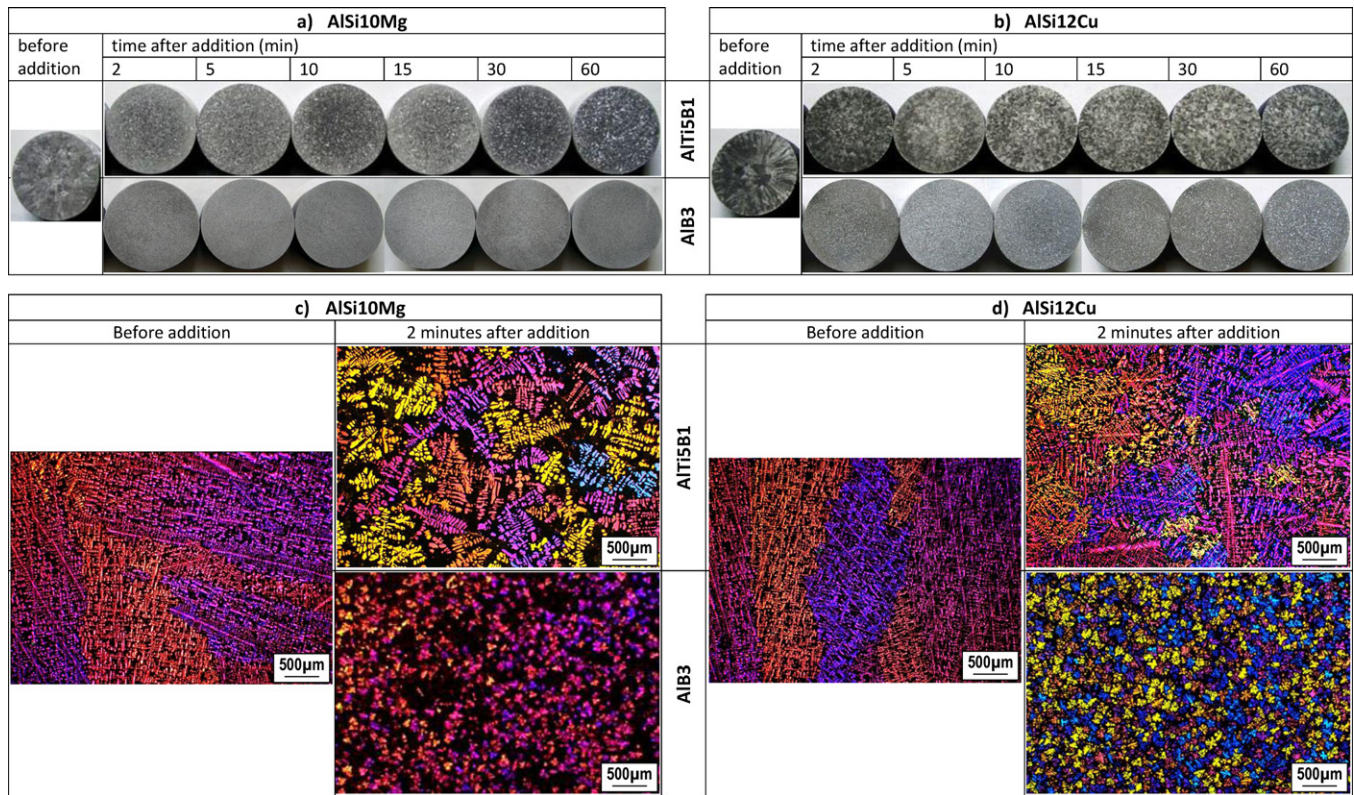 a) AlSi10Mg
before addition
time after addition (min)
2 5 10 15 30 60
AlTi5B1
AlB3
b) AlSi12Cu
before addition
time after addition (min)
2 5 10 15 30 60
c) AlSi10Mg
Before addition
2 minutes after addition
500µm
500µm
500µm
AlTi5B1
AlB3
d) AlSi12Cu
Before addition
2 minutes after addition
500µm
500µm
500µm